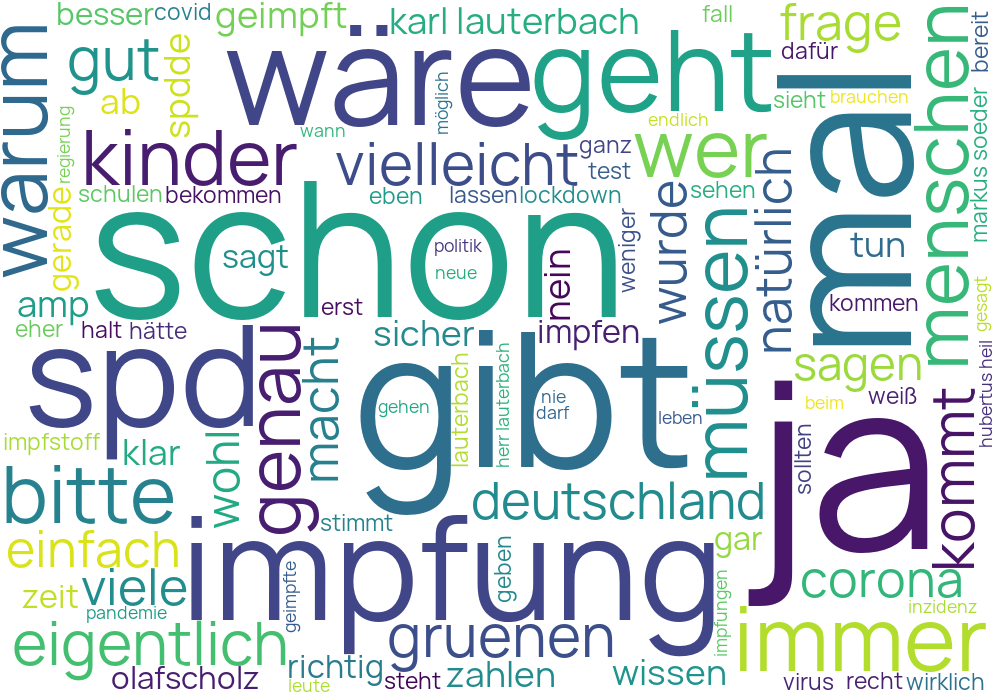 besser
covid
geimpft
karl lauterbach
fall
frage
menschen
bereit
warum
gut
spdde
wäre
geht
dafür
ab
möglich
sieht
brauchen
mal
regierung
wann
endlich
kinder
vielleicht
ganz
test
wer
natürlich
markus soeder
schulen
bekommen
eben
lassen
lockdown
sehen
gerade
schon
wurde
müssen
weniger
sagt
politik
neue
nein
tun
amp
erst
kommen
gesagt
eher
halt
hätte
sicher
impfen
hubertus heil
spd
genau
macht
gibt
lauterbach
herr lauterbach
sagen
ja
gehen
nie
darf
leben
beim
weiß
kommt
impfstoff
klar
wohl
sollten
bitte
deutschland
stimmt
einfach
impfung
geben
gar
corona
zeit
viele
geimpfte
impfungen
pandemie
inzidenz
eigentlich
gruenen
immer
olafscholz
richtig
leute
steht
zahlen
wissen
virus
recht
wirklich